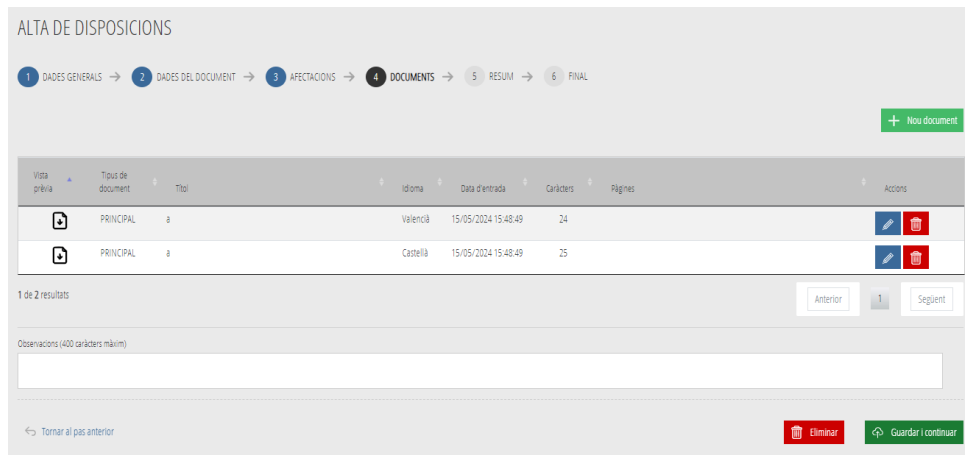 ALTA DE DISPOSICIONS
1 DADES GENERALS → 2 DADES DEL DOCUMENT → 3 AFECTACIONS → 4 DOCUMENTS → 5 RESUM → 6 FINAL
+ Nou document
Vista prèvia Tipus de document Títol Idioma Data d'entrada Caràcters Pàgines Accions
PRINCIPAL a Valencià 15/05/2024 15:48:49 24
PRINCIPAL a Castellà 15/05/2024 15:48:49 25
1 de 2 resultats
Anterior 1 Següent
Observacions (400 caràcters màxim)
Tornar al pas anterior
Eliminar
Guardar i continuar